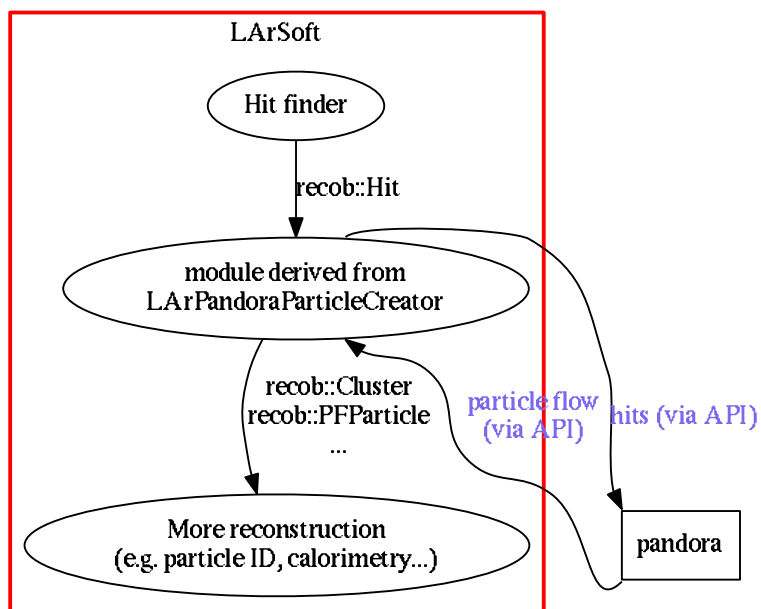 LArSoft
Hit finder
recob::Hit
module derived from
LArPandoraParticleCreator
recob::Cluster
recob::PFParticle
...
particle flow
(via API)
hits (via API)
More reconstruction
(e.g. particle ID, calorimetry...)
pandora